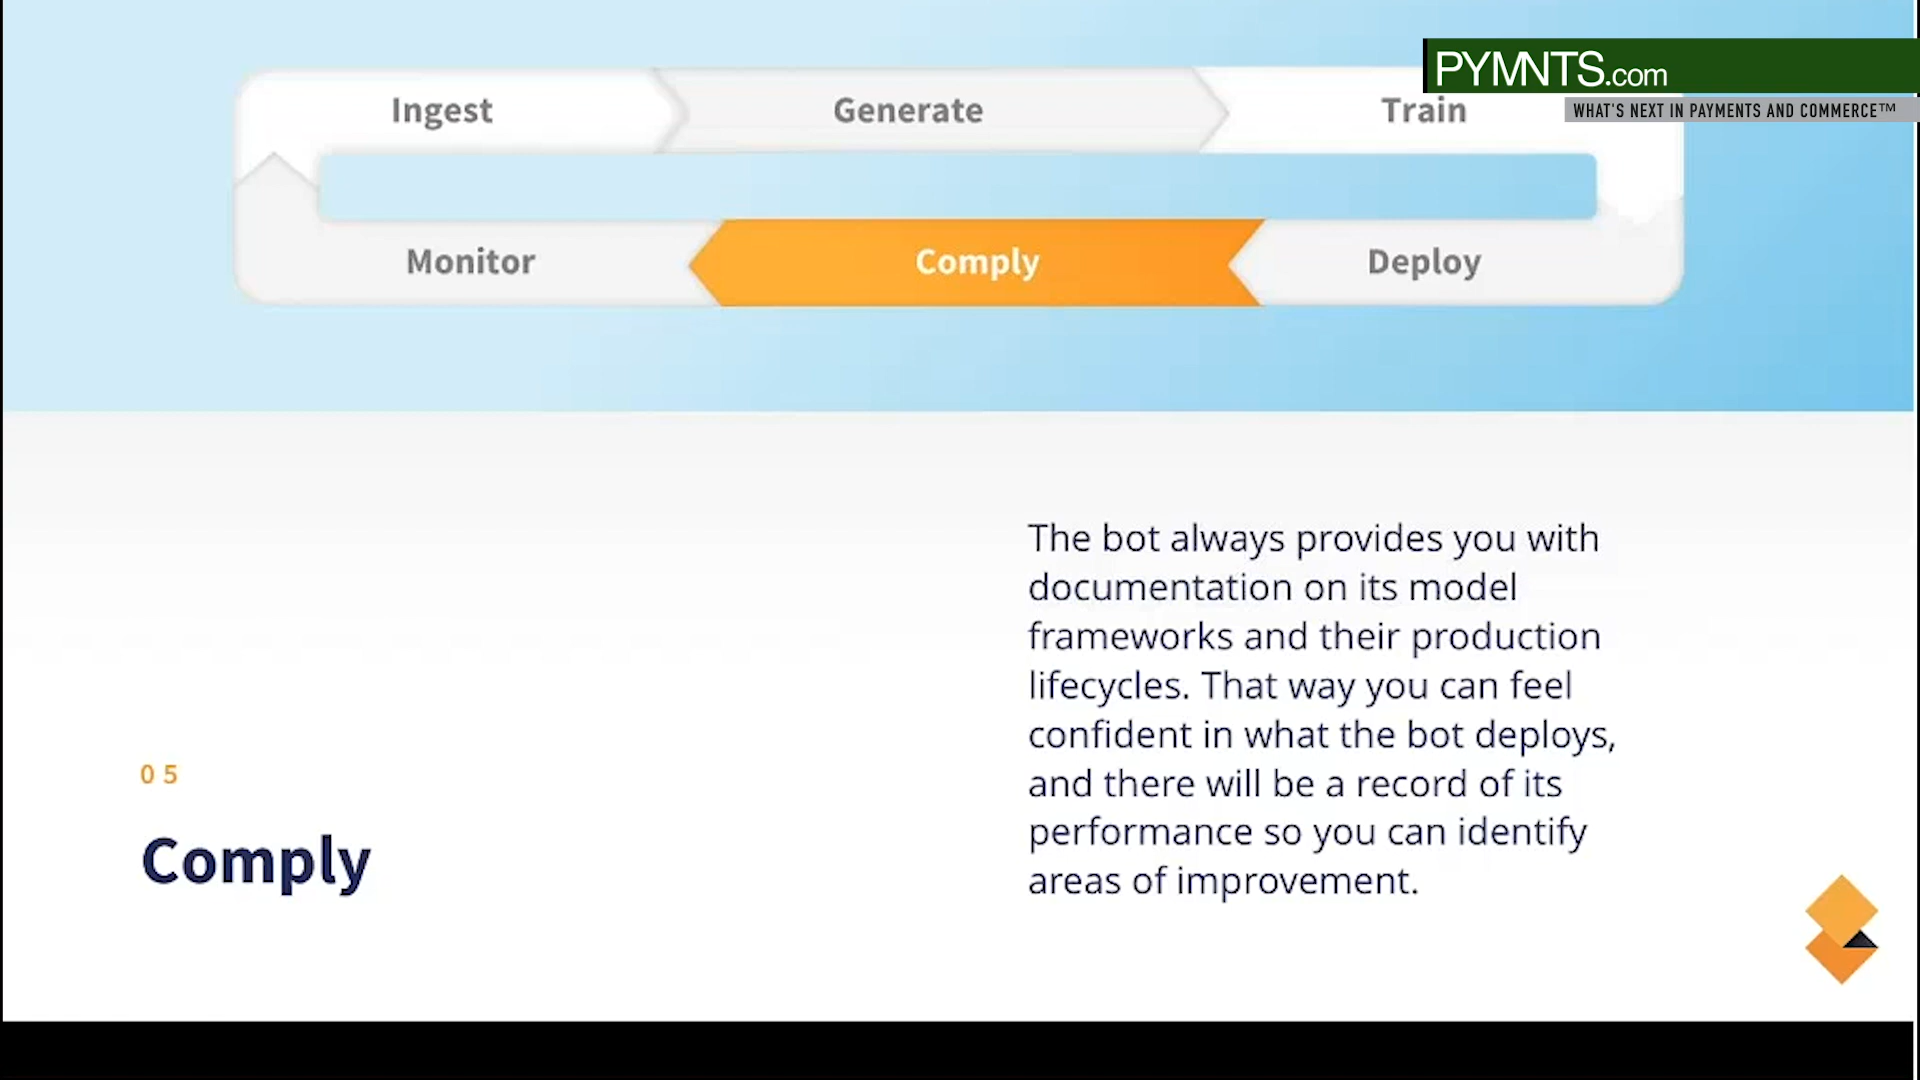 PYMNTS.com
WHAT'S NEXT IN PAYMENTS AND COMMERCE™
Ingest
Generate
Train
Monitor
Comply
Deploy
The bot always provides you with
documentation on its model
frameworks and their production
lifecycles. That way you can feel
confident in what the bot deploys,
and there will be a record of its
performance so you can identify
areas of improvement.
05
Comply